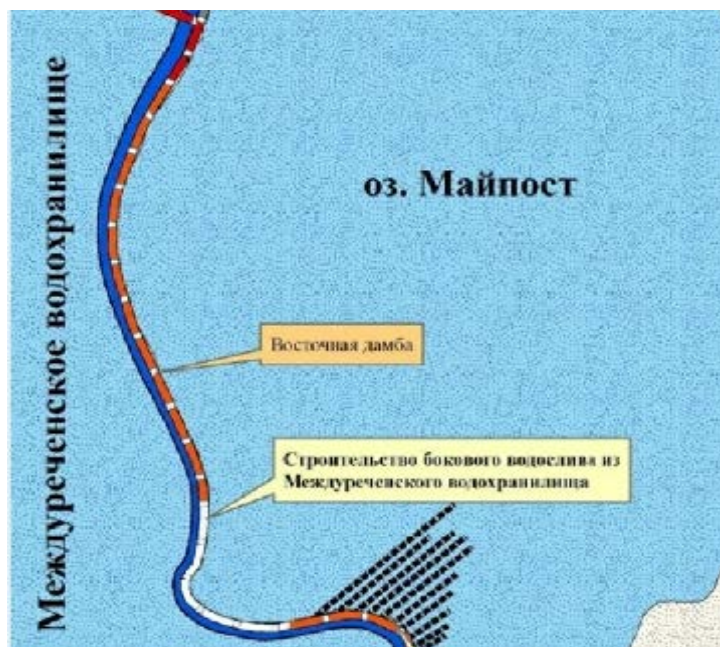 Междуреченское водохранилище
оз. Майпост
Восточная дамба
Строительство бокового водослива из
Междуреченского водохранилища